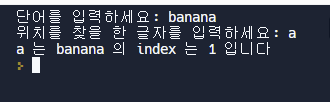 단어를 입력하세요: banana
위치를 찾을 한 글자를 입력하세요: a
a 는 banana 의 index 는 1 입니다
>